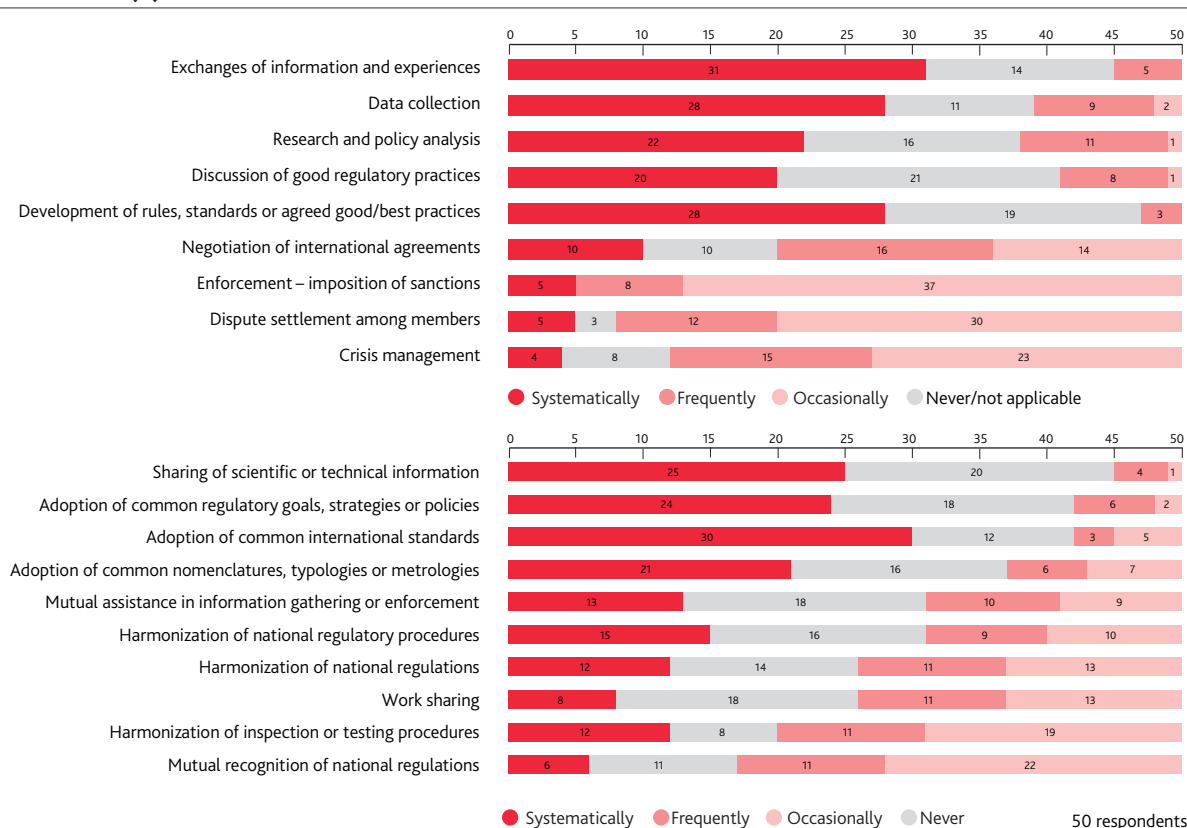 0 5 10 15 20 25 30 35 40 45 50
Exchanges of information and experiences 31 14 5
Data collection 28 11 9 2
Research and policy analysis 22 16 11 1
Discussion of good regulatory practices 20 21 8 1
Development of rules, standards or agreed good/best practices 28 19 3
Negotiation of international agreements 10 10 16 14
Enforcement – imposition of sanctions 5 8 37
Dispute settlement among members 5 3 12 30
Crisis management 4 8 15 23
Systematically Frequently Occasionally Never/not applicable
0 5 10 15 20 25 30 35 40 45 50
Sharing of scientific or technical information 25 20 4 1
Adoption of common regulatory goals, strategies or policies 24 18 6 2
Adoption of common international standards 30 12 3 5
Adoption of common nomenclatures, typologies or metrologies 21 16 6 7
Mutual assistance in information gathering or enforcement 13 18 10 9
Harmonization of national regulatory procedures 15 16 9 10
Harmonization of national regulations 12 14 11 13
Work sharing 8 18 11 13
Harmonization of inspection or testing procedures 12 8 11 19
Mutual recognition of national regulations 6 11 11 22
Systematically Frequently Occasionally Never 50 respondents